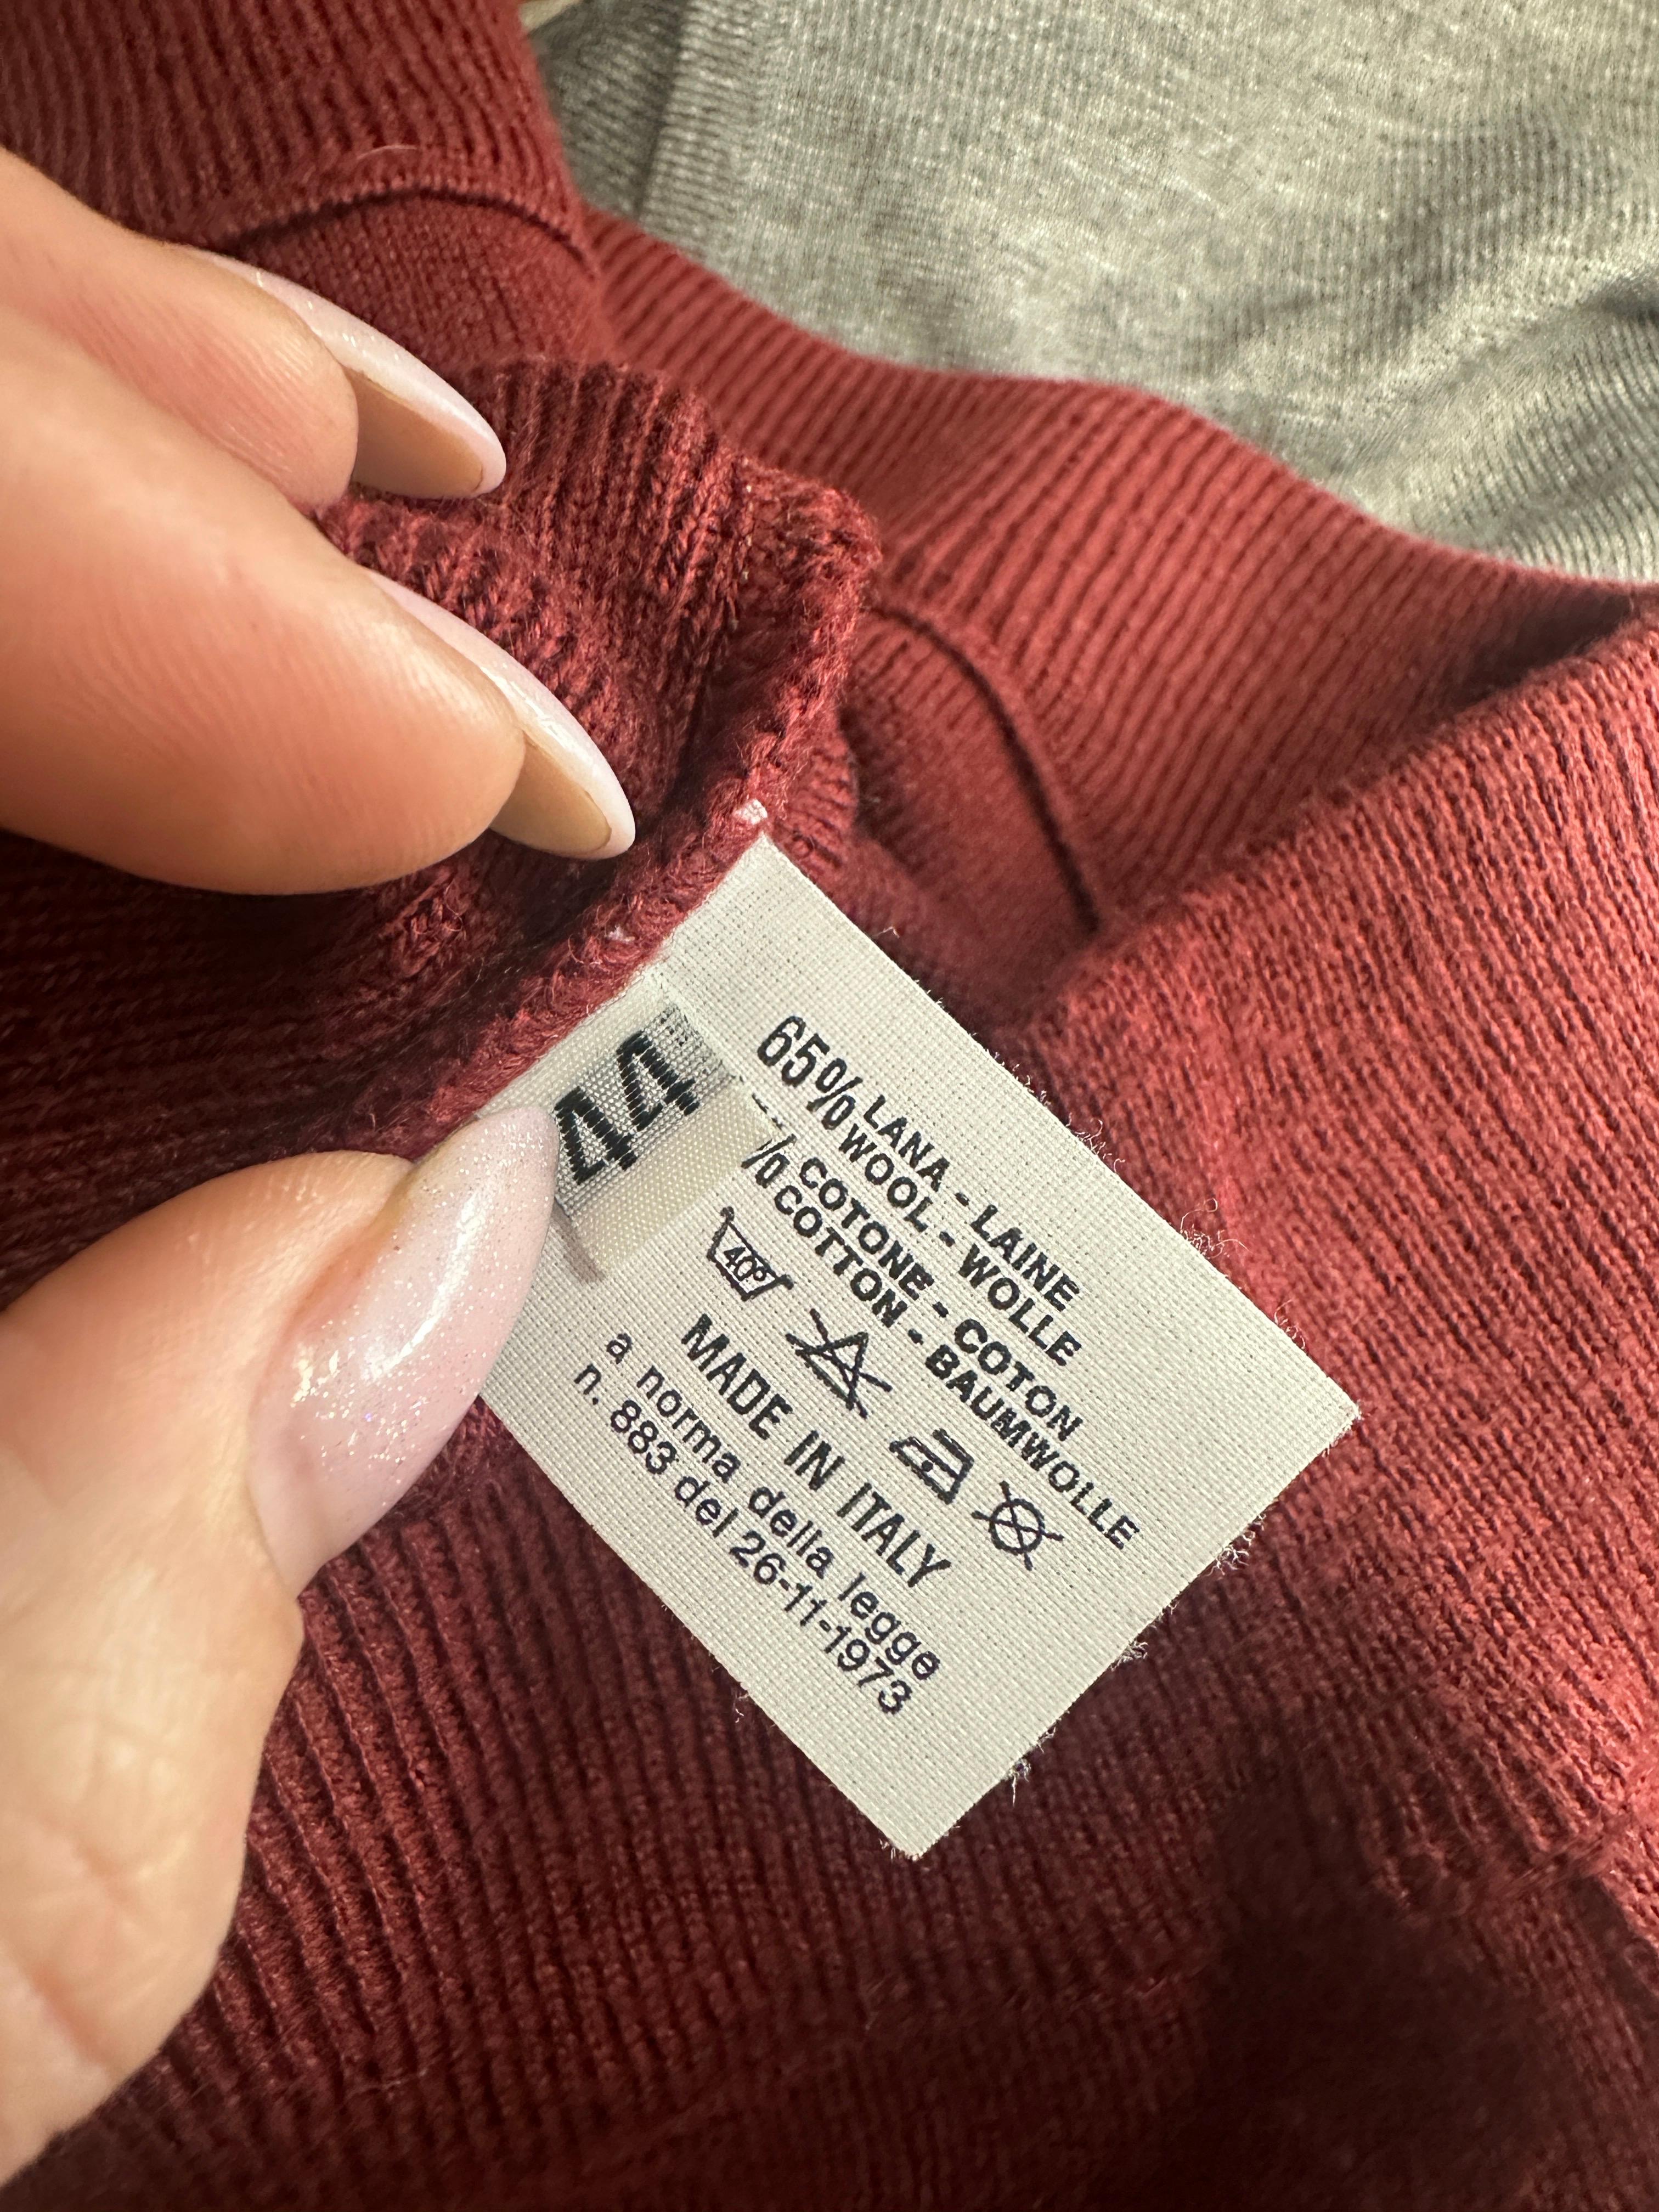 44
65% LANA - LAINE
WOOL - WOLLE
% COTONE - COTON
COTTON - BAUMWOLLE
40°
MADE IN ITALY
a norma della legge
n. 883 del 26-11-1973